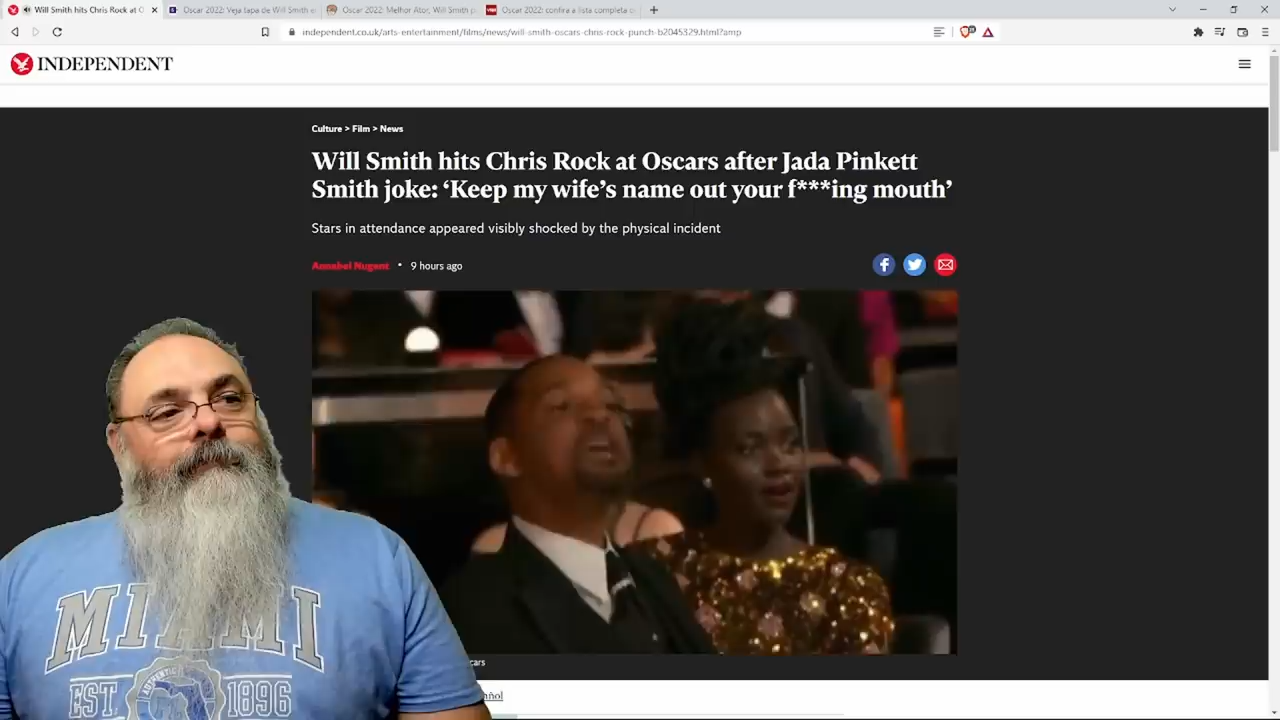 Will Smith hits Chris Rock at O
Oscar 2022: Veja tapa de Will Smith e
Oscar 2022: Melhor Ator, Will Smith p
Oscar 2022: confira a lista completa d
independent.co.uk/arts-entertainment/films/news/will-smith-oscars-chris-rock-punch-b2045329.html?amp
INDEPENDENT
Culture > Film > News
Will Smith hits Chris Rock at Oscars after Jada Pinkett
Smith joke: ‘Keep my wife’s name out your f***ing mouth’
Stars in attendance appeared visibly shocked by the physical incident
Annabel Nugent • 9 hours ago
cars
ñol
MIAMI
EST. 1896